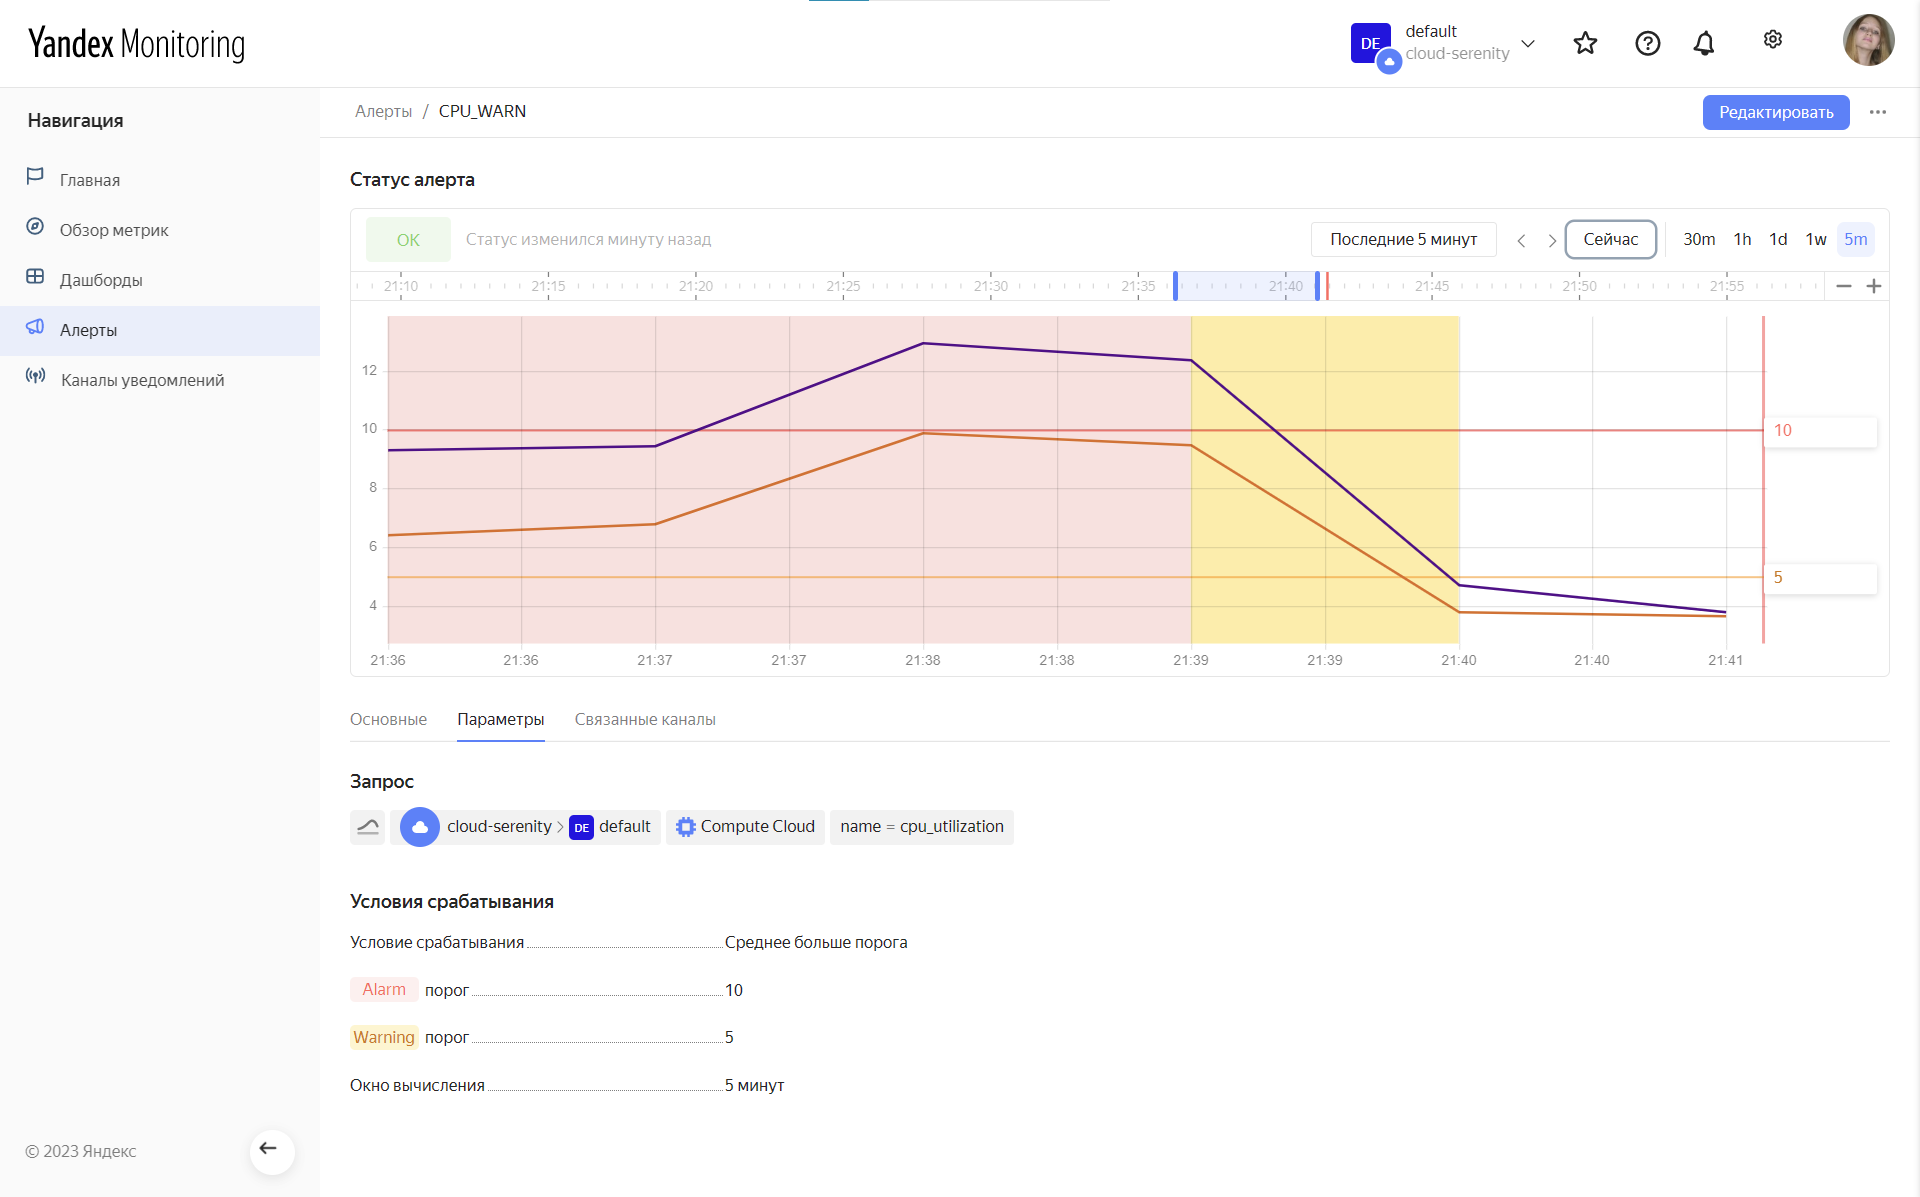 Yandex Monitoring
DE
default
cloud-serenity
Навигация
Главная
Обзор метрик
Дашборды
Алерты
Каналы уведомлений
© 2023 Яндекс
Алерты / CPU_WARN
Редактировать
Статус алерта
OK
Статус изменился минуту назад
Последние 5 минут
Сейчас
30m 1h 1d 1w 5m
21:10 21:15 21:20 21:25 21:30 21:35 21:40 21:45 21:50 21:55
12
10
8
6
4
10
5
21:36 21:36 21:37 21:37 21:38 21:38 21:39 21:39 21:40 21:40 21:41
Основные Параметры Связанные каналы
Запрос
cloud-serenity > DE default Compute Cloud name = cpu_utilization
Условия срабатывания
Условие срабатывания Среднее больше порога
Alarm порог 10
Warning порог 5
Окно вычисления 5 минут